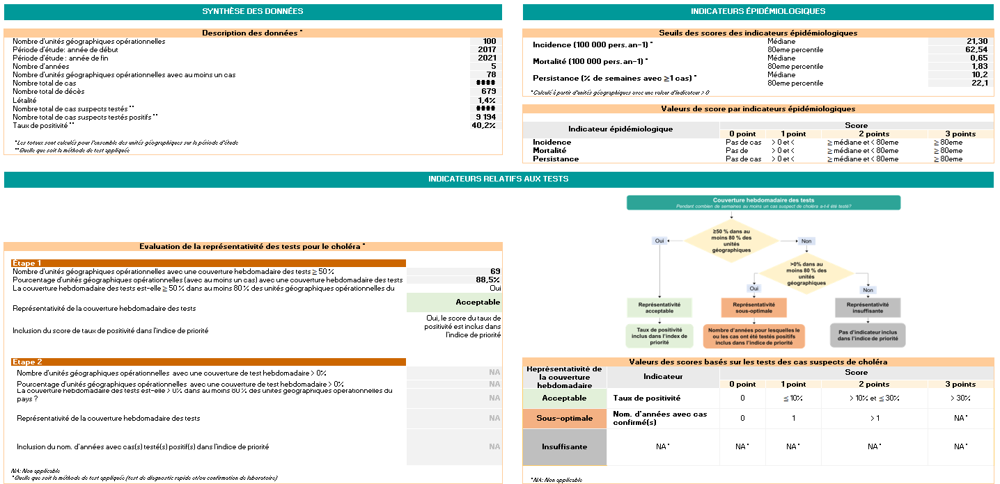 SYNTHÈSE DES DONNÉES
Description des données *
Nombre d'unités géographiques opérationnelles 100
Période d'étude: année de début 2017
Période d'étude : année de fin 2021
Nombre d'années 5
Nombre d'unités géographiques opérationnelles avec au moins un cas 78
Nombre total de cas ####
Nombre total de décès 679
Létalité 1,4%
Nombre total de cas suspects testés ** ####
Nombre total de cas suspects testés positifs ** 9 194
Taux de positivité ** 40,2%
*Les totaux sont calculés pour l'ensemble des unités géographiques sur la période d'étude
**Quelle que soit la méthode de test appliquée
INDICATEURS ÉPIDÉMIOLOGIQUES
Seuils des scores des indicateurs épidémiologiques
Incidence (100 000 pers.an-1) *
Médiane 21,30
80eme percentile 62,54
Mortalité (100 000 pers.an-1) *
Médiane 0,65
80eme percentile 1,83
Persistance (% de semaines avec ≥1 cas) *
Médiane 10,2
80eme percentile 22,1
*Calculé à partir d'unités géographiques avec une valeur d'indicateur > 0
Valeurs de score par indicateurs épidémiologiques
Indicateur épidémiologique Score
0 point 1 point 2 points 3 points
Incidence Pas de cas > 0 et < ≥ médiane et < 80eme ≥ 80eme
Mortalité Pas de > 0 et < ≥ médiane et < 80eme ≥ 80eme
Persistance Pas de cas > 0 et < ≥ médiane et < 80eme ≥ 80eme
INDICATEURS RELATIFS AUX TESTS
Evaluation de la représentativité des tests pour le choléra *
Étape 1
Nombre d'unités géographiques opérationnelles avec une couverture hebdomadaire des tests ≥ 50 % 69
Pourcentage d'unités géographiques opérationnelles (avec au moins un cas) avec une couverture hebdomadaire des tests 88,5%
La couverture hebdomadaire des tests est-elle ≥ 50 % dans au moins 80 % des unités géographiques opérationnelles du Oui
Représentativité de la couverture hebdomadaire des tests Acceptable
Inclusion du score de taux de positivité dans l'indice de priorité
Oui, le score du taux de
positivité est inclus dans
l'indice de priorité
Étape 2
Nombre d'unités géographiques opérationnelles avec une couverture de test hebdomadaire > 0% NA
Pourcentage d'unités géographiques opérationnelles avec une couverture de test hebdomadaire > 0% NA
La couverture hebdomadaire des tests est-elle > 0% dans au moins 80 % des unités géographiques opérationnelles du
pays ? NA
Représentativité de la couverture hebdomadaire des tests NA
Inclusion du nom. d'années avec cas(s) testé(s) positif(s) dans l'indice de priorité NA
NA: Non applicable
*Quelle que soit la méthode de test appliquée (test de diagnostic rapide et/ou confirmation de laboratoire)
Couverture hebdomadaire des tests
Pendant combien de semaines au moins un cas suspect de choléra a-t-il été testé?
≥50 % dans au
moins 80 % des
unités
géographiques
Oui
Non
>0% dans au
moins 80 % des
unités
géographiques
Oui
Non
Représentativité
acceptable
Représentativité
sous-optimale
Représentativité
insuffisante
Taux de positivité
inclus dans l'index de
priorité
Nombre d'années pour lesquelles le
ou les cas ont été testés positifs
inclus dans l'indice de priorité
Pas d'indicateur inclus
dans l'indice de priorité
Valeurs des scores basés sur les tests des cas suspects de choléra
Représentativité de
la couverture
hebdomadaire
Indicateur
Score
0 point 1 point 2 points 3 points
Acceptable Taux de positivité 0 ≤ 10% > 10% et ≤ 30% > 30%
Sous-optimale Nom. d'années avec cas
confirmé(s) 0 1 > 1 NA*
Insuffisante NA* NA* NA* NA* NA*
*NA: Non applicable